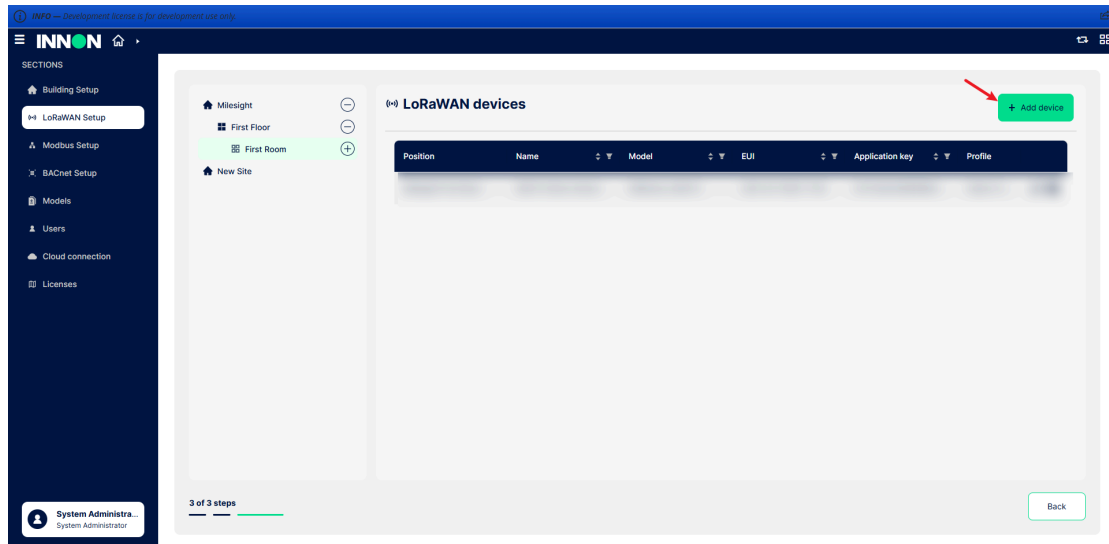 INFO — Development license is for development use only.
INNON
SECTIONS
Building Setup
LoRaWAN Setup
Modbus Setup
BACnet Setup
Models
Users
Cloud connection
Licenses
System Administra...
System Administrator
Milesight
First Floor
First Room
New Site
LoRaWAN devices
+ Add device
Position Name Model EUI Application key Profile
3 of 3 steps
Back